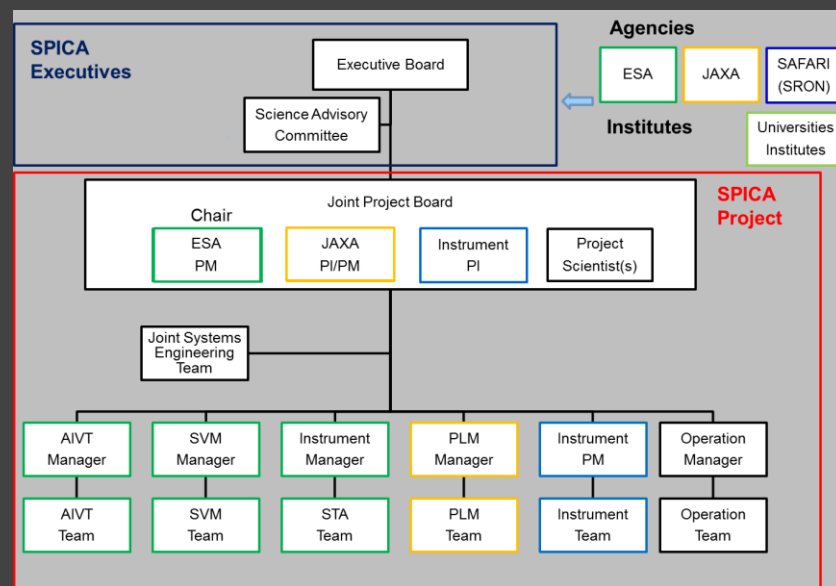 SPICA
Executives
Executive Board
Science Advisory
Committee
Agencies
ESA
JAXA
SAFARI
(SRON)
Institutes
Universities
Institutes
SPICA
Project
Joint Project Board
Chair
ESA
PM
JAXA
PI/PM
Instrument
PI
Project
Scientist(s)
Joint Systems
Engineering
Team
AIVT
Manager
SVM
Manager
Instrument
Manager
PLM
Manager
Instrument
PM
Operation
Manager
AIVT
Team
SVM
Team
STA
Team
PLM
Team
Instrument
Team
Operation
Team